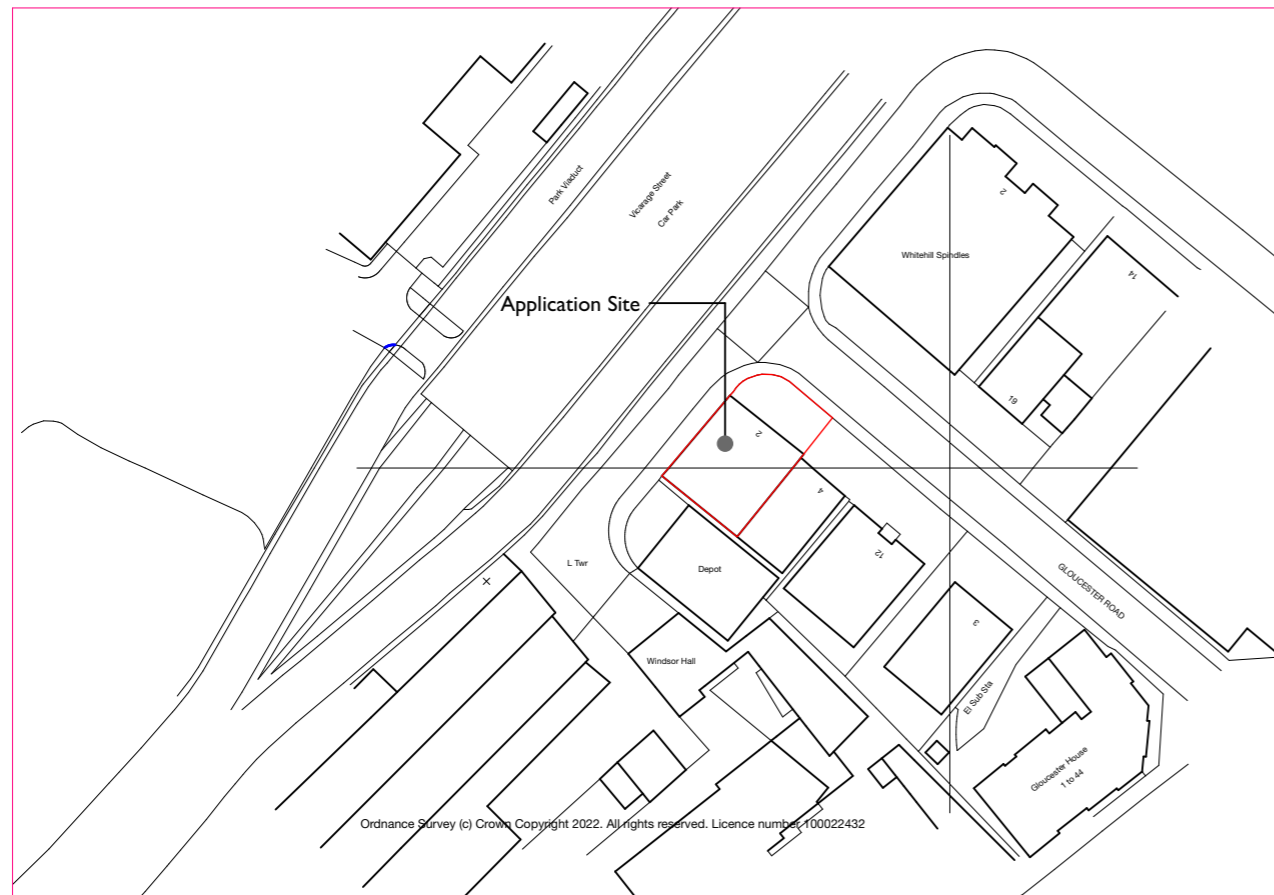 Park Viaduct
Vicarage Street
Car Park
2
Whitehill Spindles
14
Application Site
19
2
4
L Twr
Depot
12
GLOUCESTER ROAD
3
Windsor Hall
El Sub Sta
Gloucester House
1 to 44
Ordnance Survey (c) Crown Copyright 2022. All rights reserved. Licence number 100022432